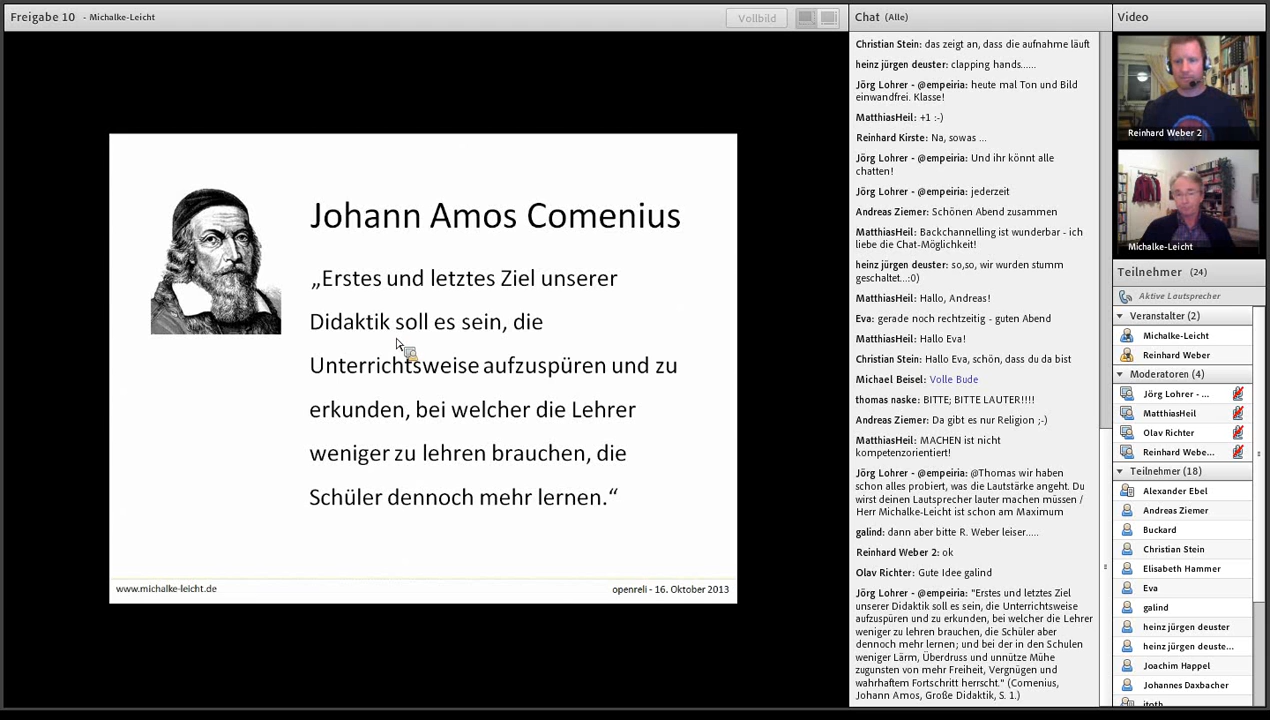 Freigabe 10 - Michalke-Leicht
Vollbild
Johann Amos Comenius
„Erstes und letztes Ziel unserer
Didaktik soll es sein, die
Unterrichtsweise aufzuspüren und zu
erkunden, bei welcher die Lehrer
weniger zu lehren brauchen, die
Schüler dennoch mehr lernen.“
www.michalke-leicht.de
openreli - 16. Oktober 2013
Chat (Alle)
Christian Stein: das zeigt an, dass die aufnahme läuft
heinz jürgen deuster: clapping hands......
Jörg Lohrer - @empeiria: heute mal Ton und Bild
einwandfrei. Klasse!
MatthiasHeil: +1 :-)
Reinhard Kirste: Na, sowas ...
Jörg Lohrer - @empeiria: Und ihr könnt alle
chatten!
Jörg Lohrer - @empeiria: jederzeit
Andreas Ziemer: Schönen Abend zusammen
MatthiasHeil: Backchannelling ist wunderbar - ich
liebe die Chat-Möglichkeit!
heinz jürgen deuster: so,so, wir wurden stumm
geschaltet...:0)
MatthiasHeil: Hallo, Andreas!
Eva: gerade noch rechtzeitig - guten Abend
MatthiasHeil: Hallo Eva!
Christian Stein: Hallo Eva, schön, dass du da bist
Michael Beisel: Volle Bude
thomas naske: BITTE; BITTE LAUTER!!!!
Andreas Ziemer: Da gibt es nur Religion ;-)
MatthiasHeil: MACHEN ist nicht
kompetenzorientiert!
Jörg Lohrer - @empeiria: @Thomas wir haben
schon alles probiert, was die Lautstärke angeht. Du
wirst deinen Lautsprecher lauter machen müssen /
Herr Michalke-Leicht ist schon am Maximum
galind: dann aber bitte R. Weber leiser.....
Reinhard Weber 2: ok
Olav Richter: Gute Idee galind
Jörg Lohrer - @empeiria: "Erstes und letztes Ziel
unserer Didaktik soll es sein, die Unterrichtsweise
aufzuspüren und zu erkunden, bei welcher die Lehrer
weniger zu lehren brauchen, die Schüler aber
dennoch mehr lernen; und bei der in den Schulen
weniger Lärm, Überdruss und unnütze Mühe
zugunsten von mehr Freiheit, Vergnügen und
wahrhaftem Fortschritt herrscht." (Comenius,
Johann Amos, Große Didaktik, S. 1.)
Video
Reinhard Weber 2
Michalke-Leicht
Teilnehmer (24)
Aktive Lautsprecher
Veranstalter (2)
Michalke-Leicht
Reinhard Weber
Moderatoren (4)
Jörg Lohrer - ...
MatthiasHeil
Olav Richter
Reinhard Webe...
Teilnehmer (18)
Alexander Ebel
Andreas Ziemer
Buckard
Christian Stein
Elisabeth Hammer
Eva
galind
heinz jürgen deuster
heinz jürgen deuste...
Joachim Happel
Johannes Daxbacher
itoth